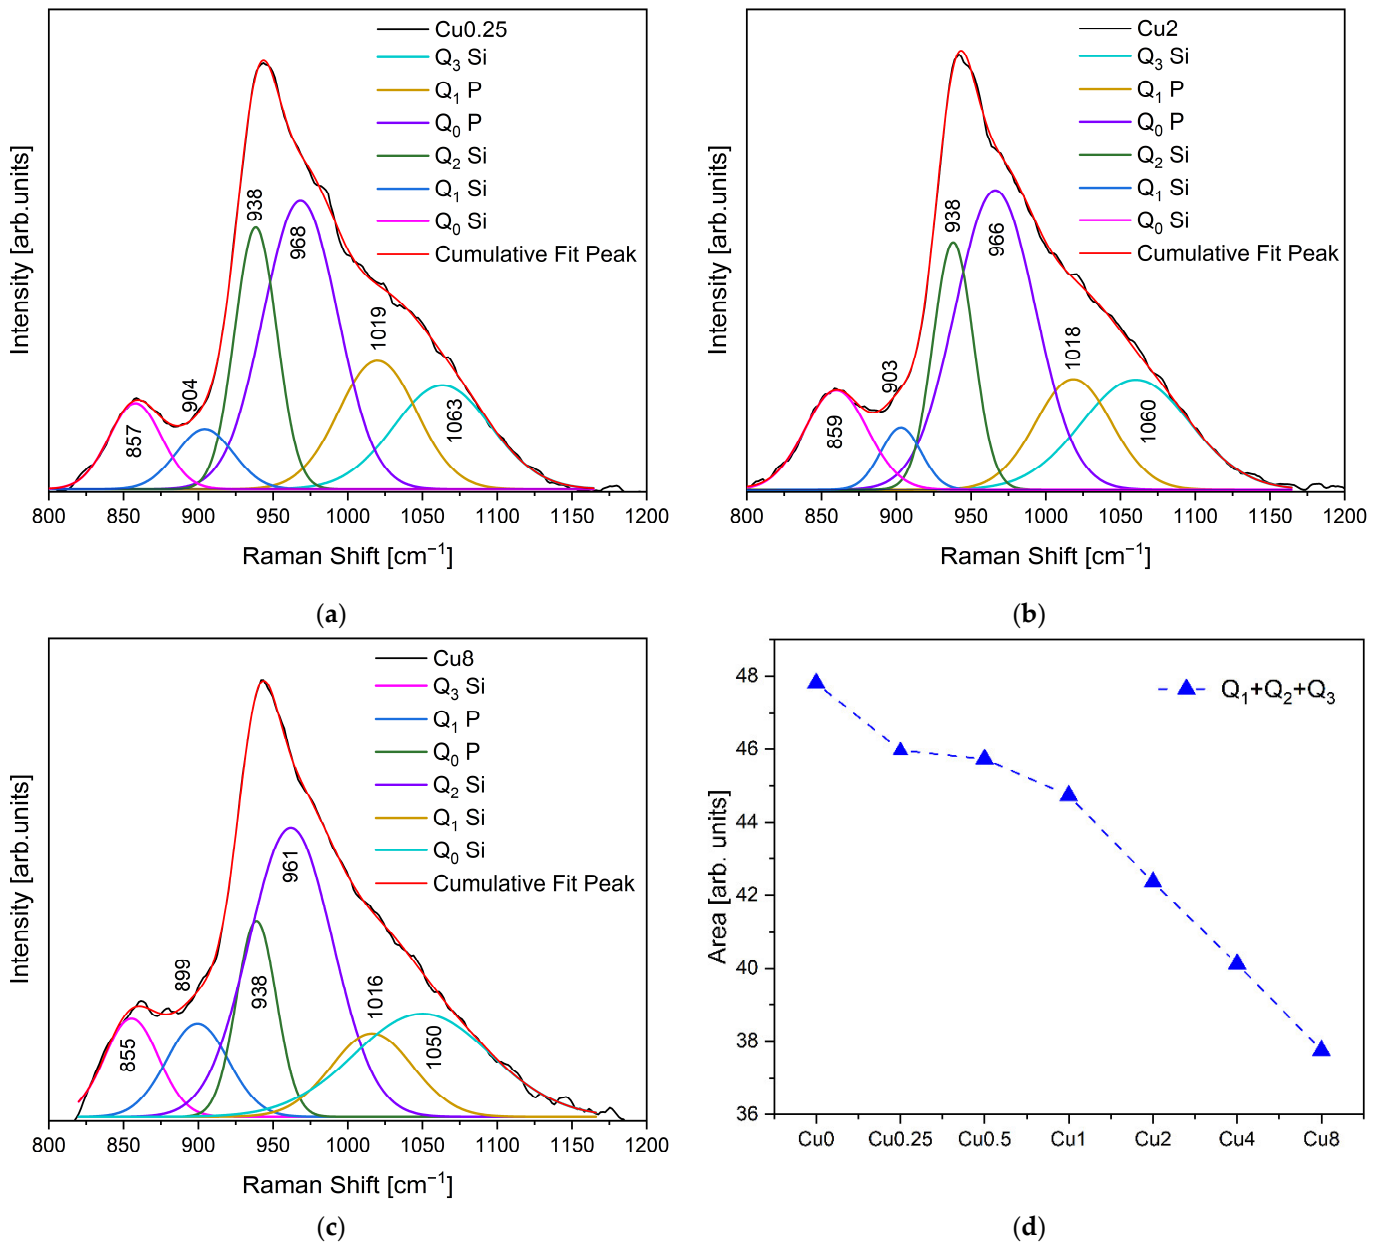 Cu0.25
Q3 Si
Q1 P
Q0 P
Q2 Si
Q1 Si
Q0 Si
Cumulative Fit Peak
Intensity [arb.units]
857
904
938
968
1019
1063
800 850 900 950 1000 1050 1100 1150 1200
Raman Shift [cm−1]
(a)
Cu2
Q3 Si
Q1 P
Q0 P
Q2 Si
Q1 Si
Q0 Si
Cumulative Fit Peak
Intensity [arb.units]
859
903
938
966
1018
1060
800 850 900 950 1000 1050 1100 1150 1200
Raman Shift [cm−1]
(b)
Cu8
Q3 Si
Q1 P
Q0 P
Q2 Si
Q1 Si
Q0 Si
Cumulative Fit Peak
Intensity [arb.units]
855
899
938
961
1016
1050
800 850 900 950 1000 1050 1100 1150 1200
Raman Shift [cm−1]
(c)
Q1+Q2+Q3
Area [arb. units]
48
46
44
42
40
38
36
Cu0 Cu0.25 Cu0.5 Cu1 Cu2 Cu4 Cu8
(d)